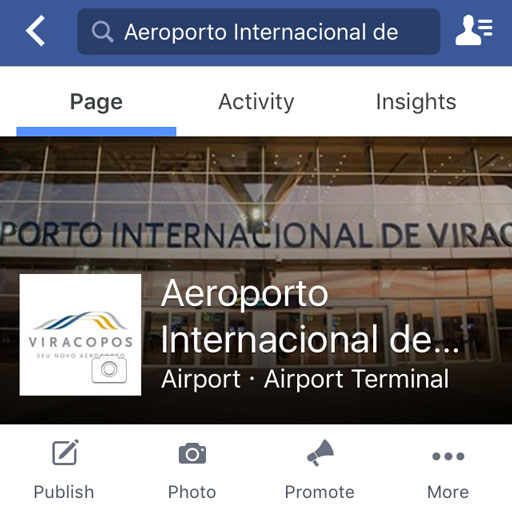 Aeroporto Internacional de
Page
Activity
Insights
PORTO INTERNACIONAL DE VIRAC
VIRACOPOS
SEU NOVO AEROPORTO
Aeroporto
Internacional de...
Airport · Airport Terminal
Publish
Photo
Promote
More